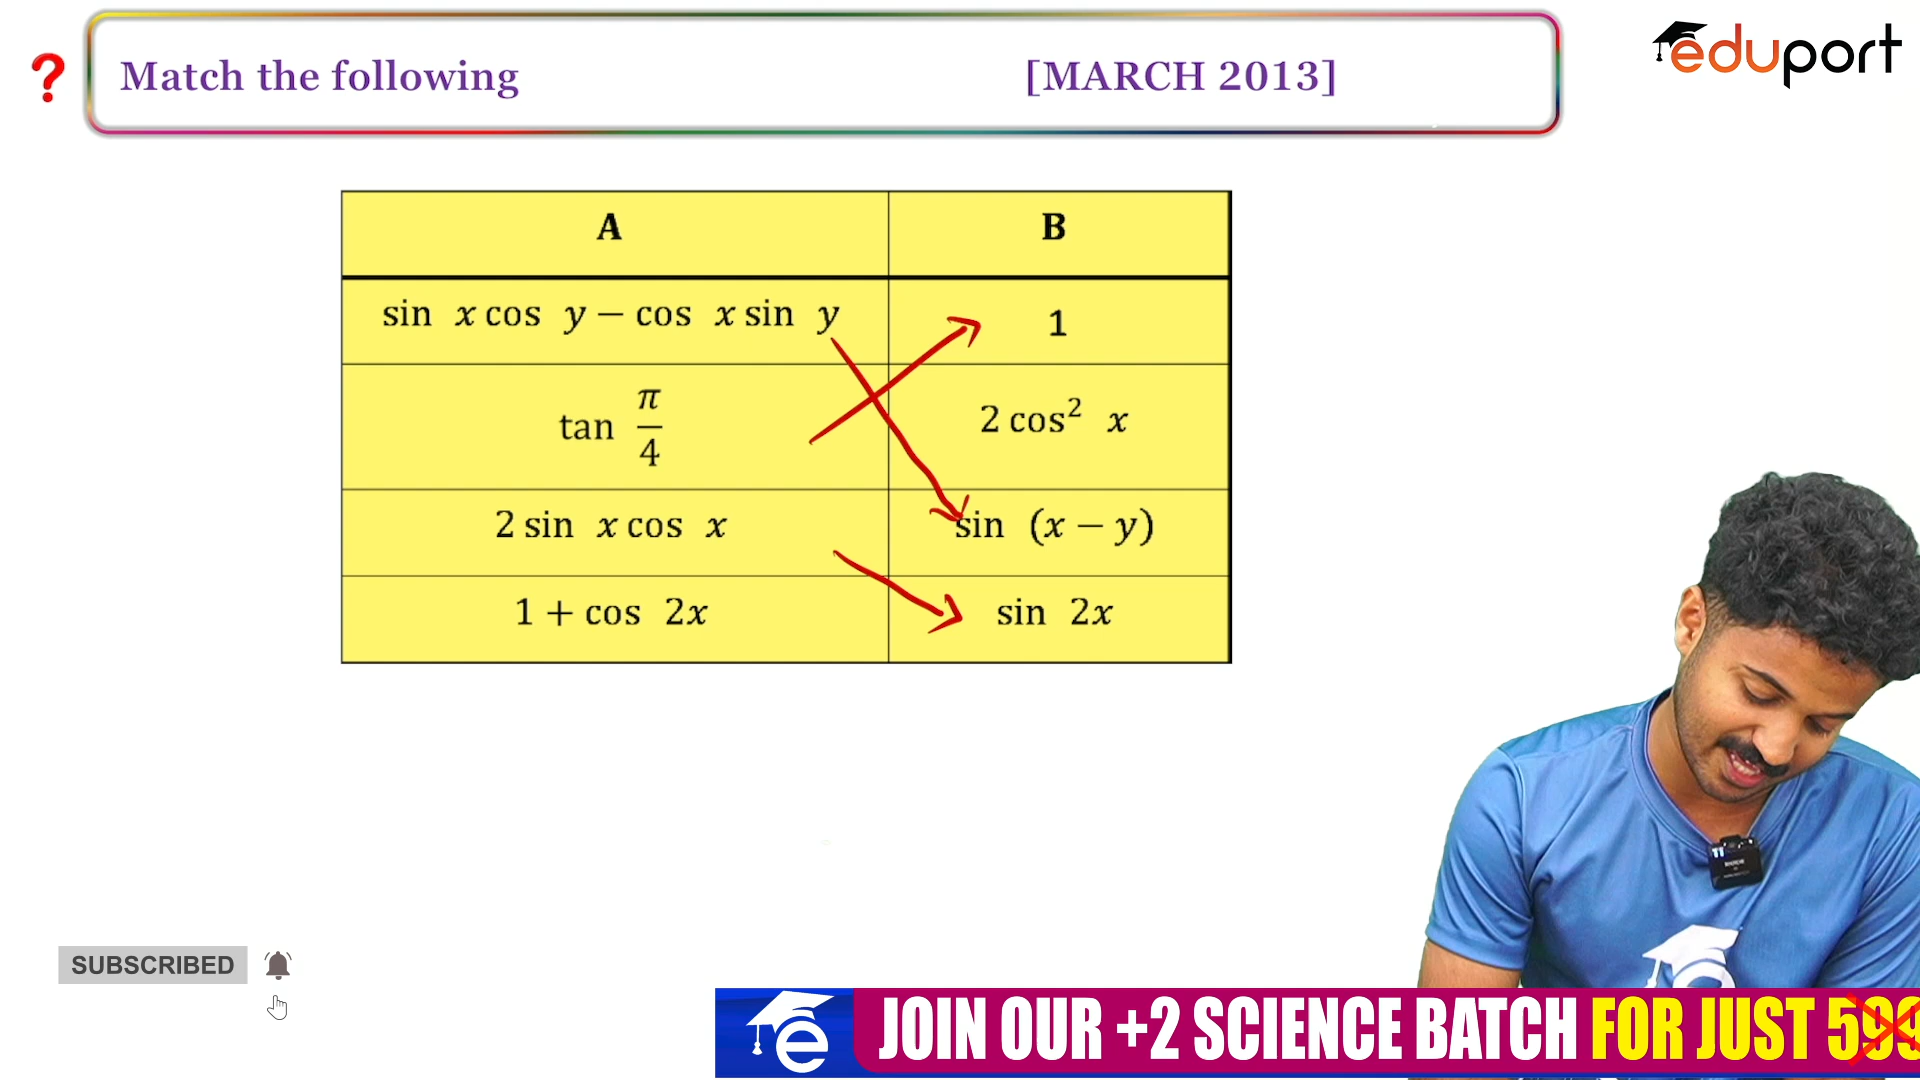 ? Match the following [MARCH 2013]
eduport
A B
sin x cos y − cos x sin y 1
tan π/4 2 cos² x
2 sin x cos x sin (x − y)
1 + cos 2x sin 2x
SUBSCRIBED
e JOIN OUR +2 SCIENCE BATCH FOR JUST 599